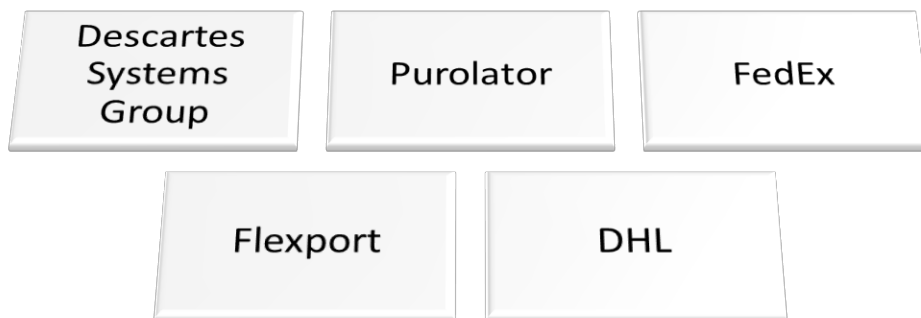 Descartes
Systems
Group
Purolator
FedEx
Flexport
DHL